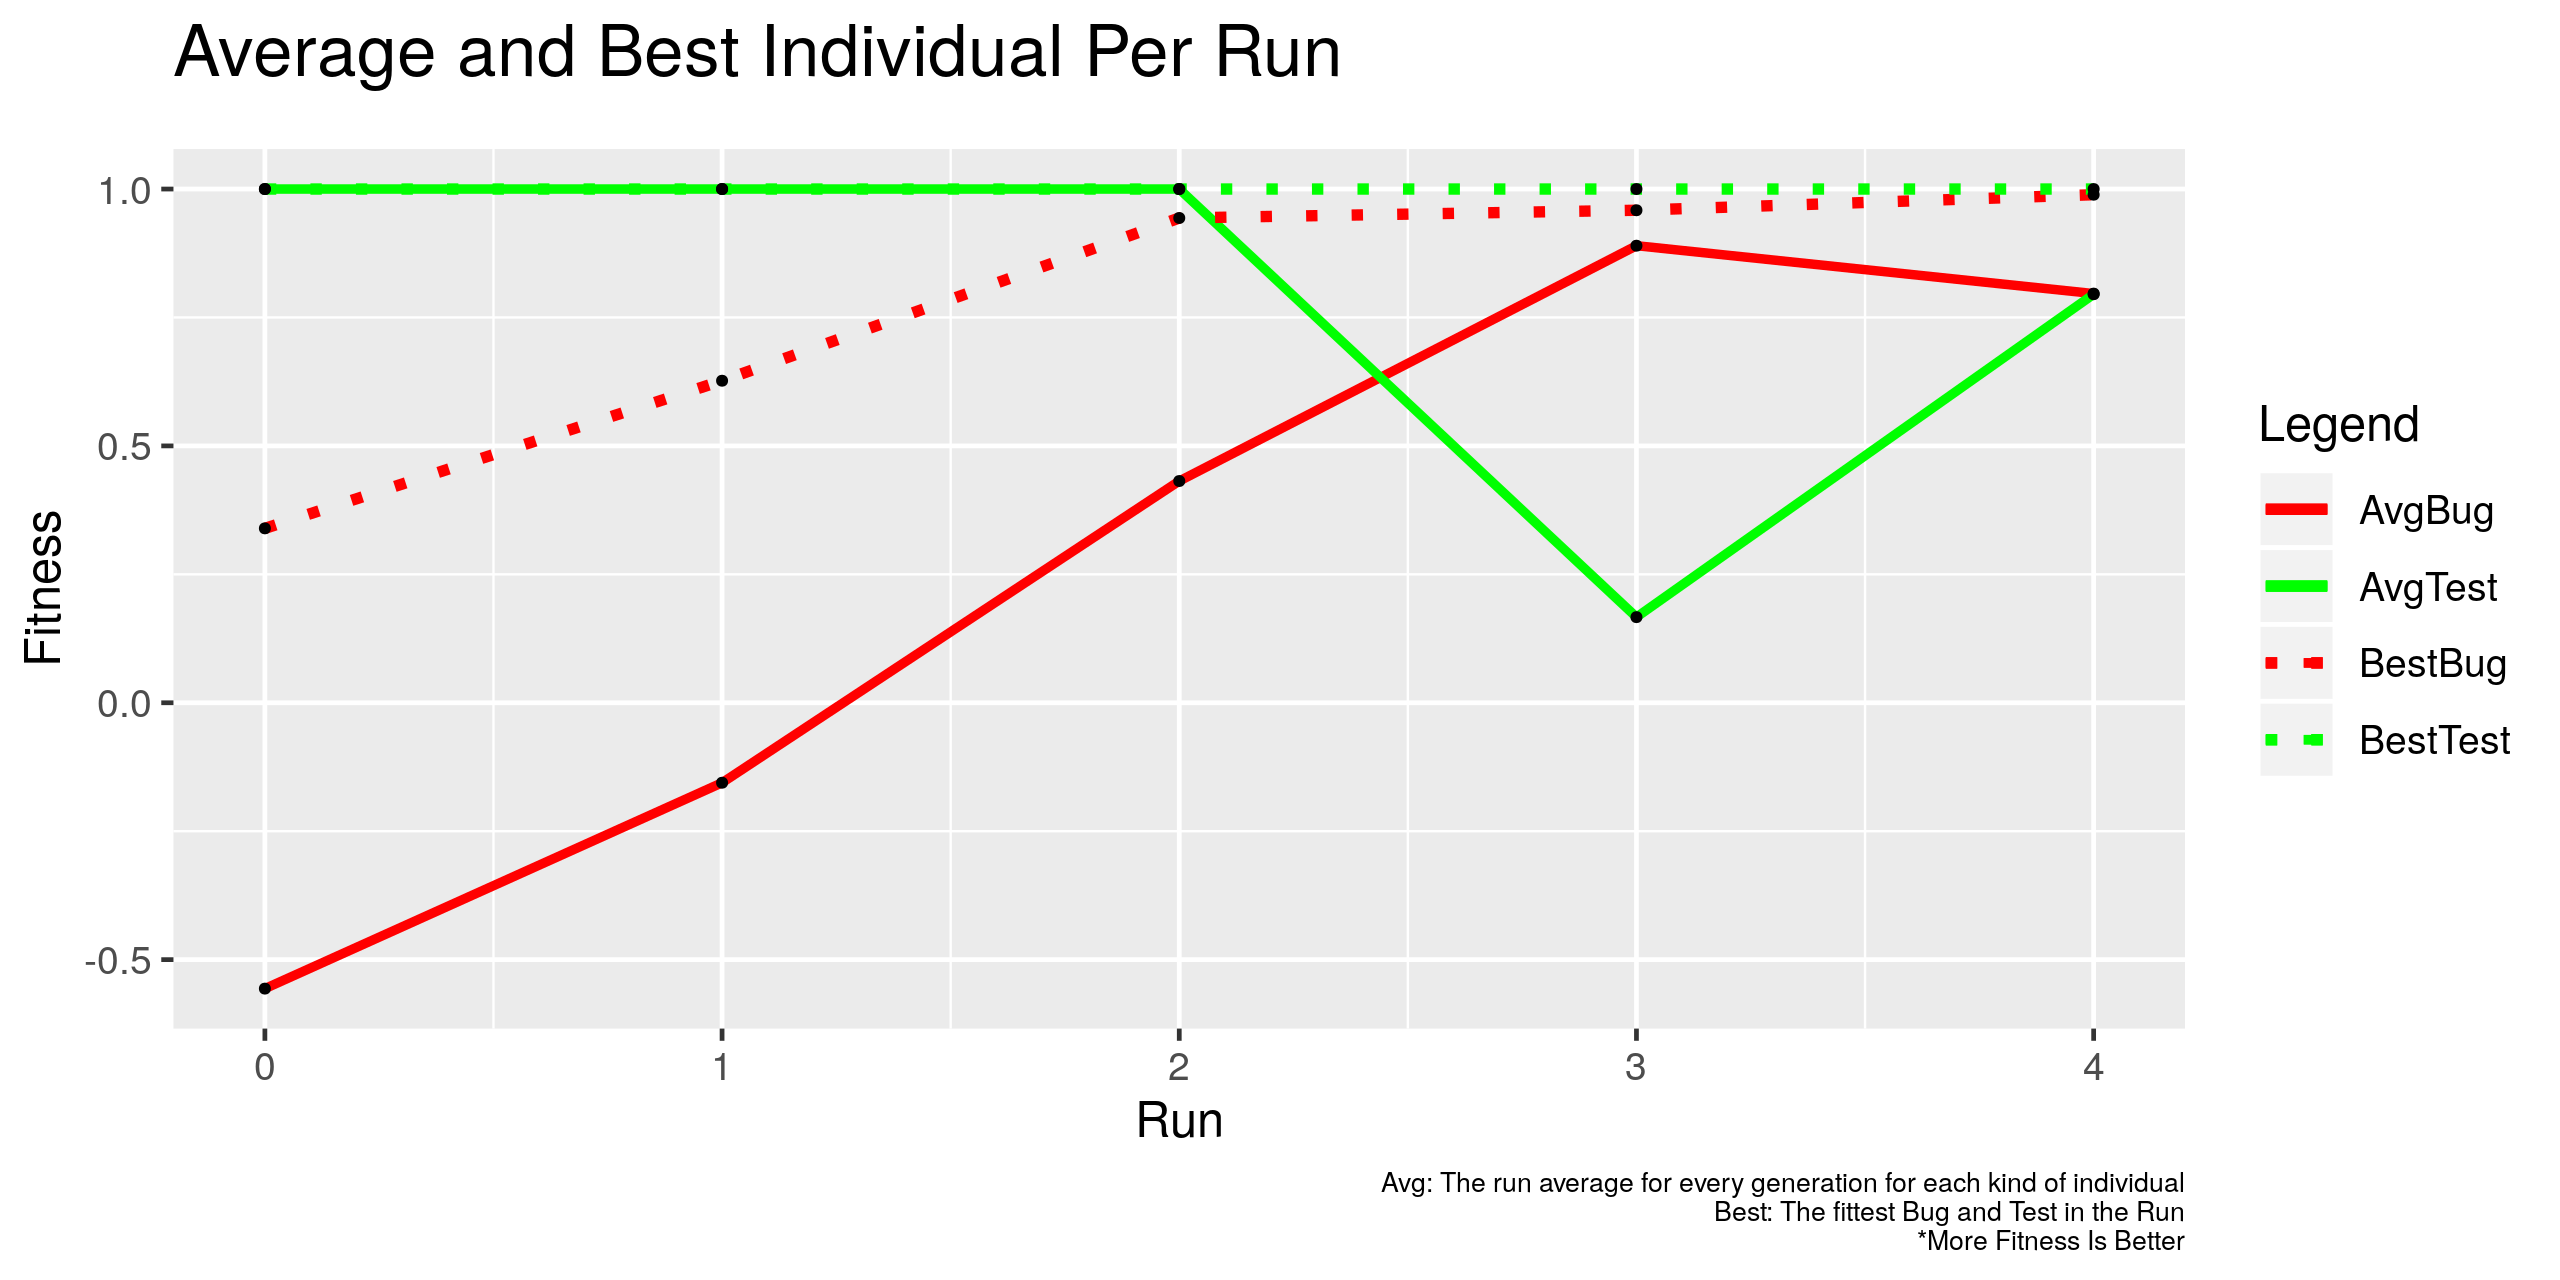 Average and Best Individual Per Run
1.0
0.5
0.0
-0.5
Fitness
0
1
2
3
4
Run
Legend
AvgBug
AvgTest
BestBug
BestTest
Avg: The run average for every generation for each kind of individual
Best: The fittest Bug and Test in the Run
*More Fitness Is Better